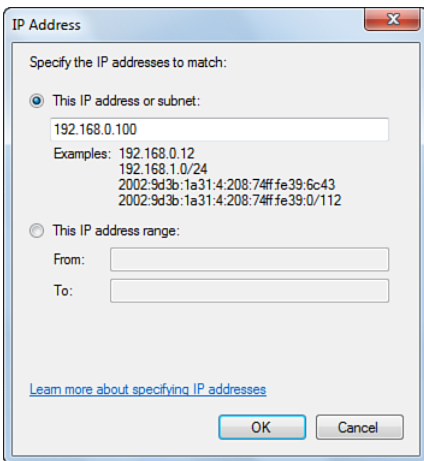 IP Address
Specify the IP addresses to match:
This IP address or subnet:
192.168.0.100
Examples: 192.168.0.12
192.168.1.0/24
2002:9d3b:1a31:4:208:74ff:fe39:6c43
2002:9d3b:1a31:4:208:74ff:fe39:0/112
This IP address range:
From:
To:
Learn more about specifying IP addresses
OK Cancel